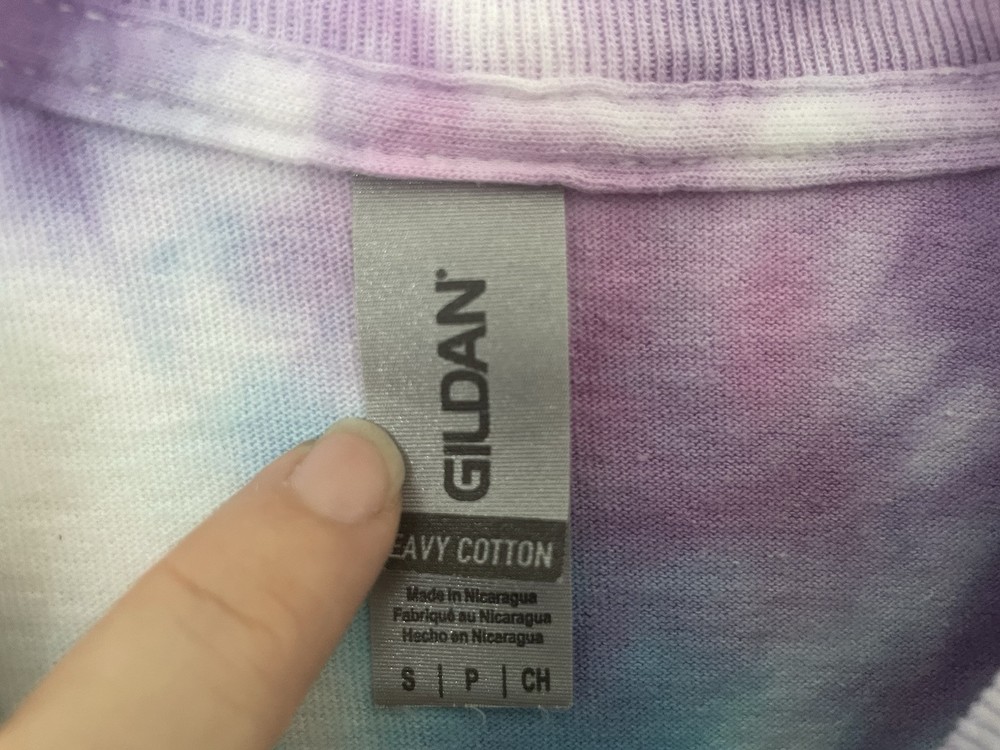 GILDAN
EAVY COTTON
Made in Nicaragua
Fabriqué au Nicaragua
Hecho en Nicaragua
S | P | CH